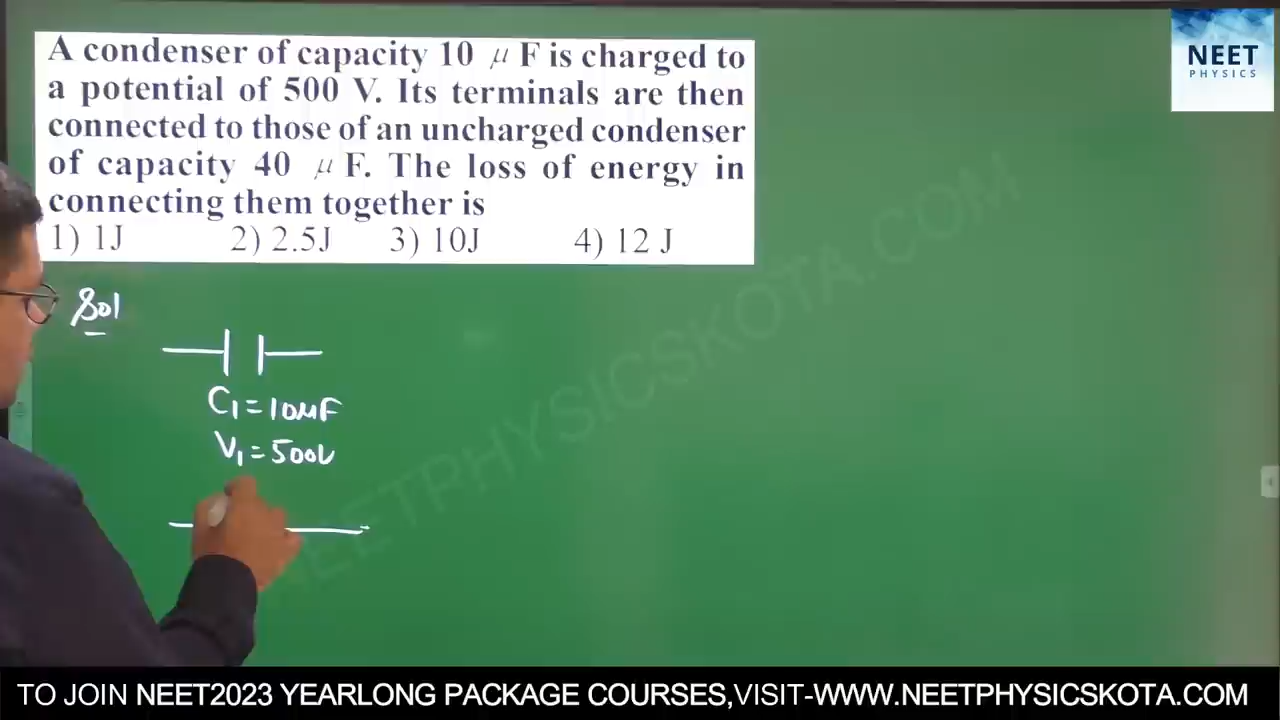 A condenser of capacity 10 μ F is charged to
a potential of 500 V. Its terminals are then
connected to those of an uncharged condenser
of capacity 40 μ F. The loss of energy in
connecting them together is
1) 1J 2) 2.5J 3) 10J 4) 12 J
NEET
PHYSICS
Sol
C₁ = 10μF
V₁ = 500V
NEETPHYSICSKOTA.COM
TO JOIN NEET2023 YEARLONG PACKAGE COURSES,VISIT-WWW.NEETPHYSICSKOTA.COM